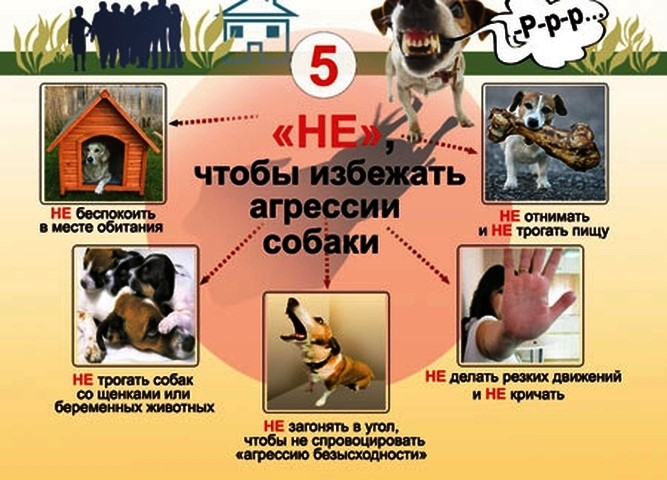 -Р-р-р...
5
«НЕ»,
чтобы избежать
агрессии
собаки
НЕ беспокоить
в месте обитания
НЕ отнимать
и НЕ трогать пищу
НЕ трогать собак
со щенками или
беременных животных
НЕ загонять в угол,
чтобы не спровоцировать
«агрессию безысходности»
НЕ делать резких движений
и НЕ кричать